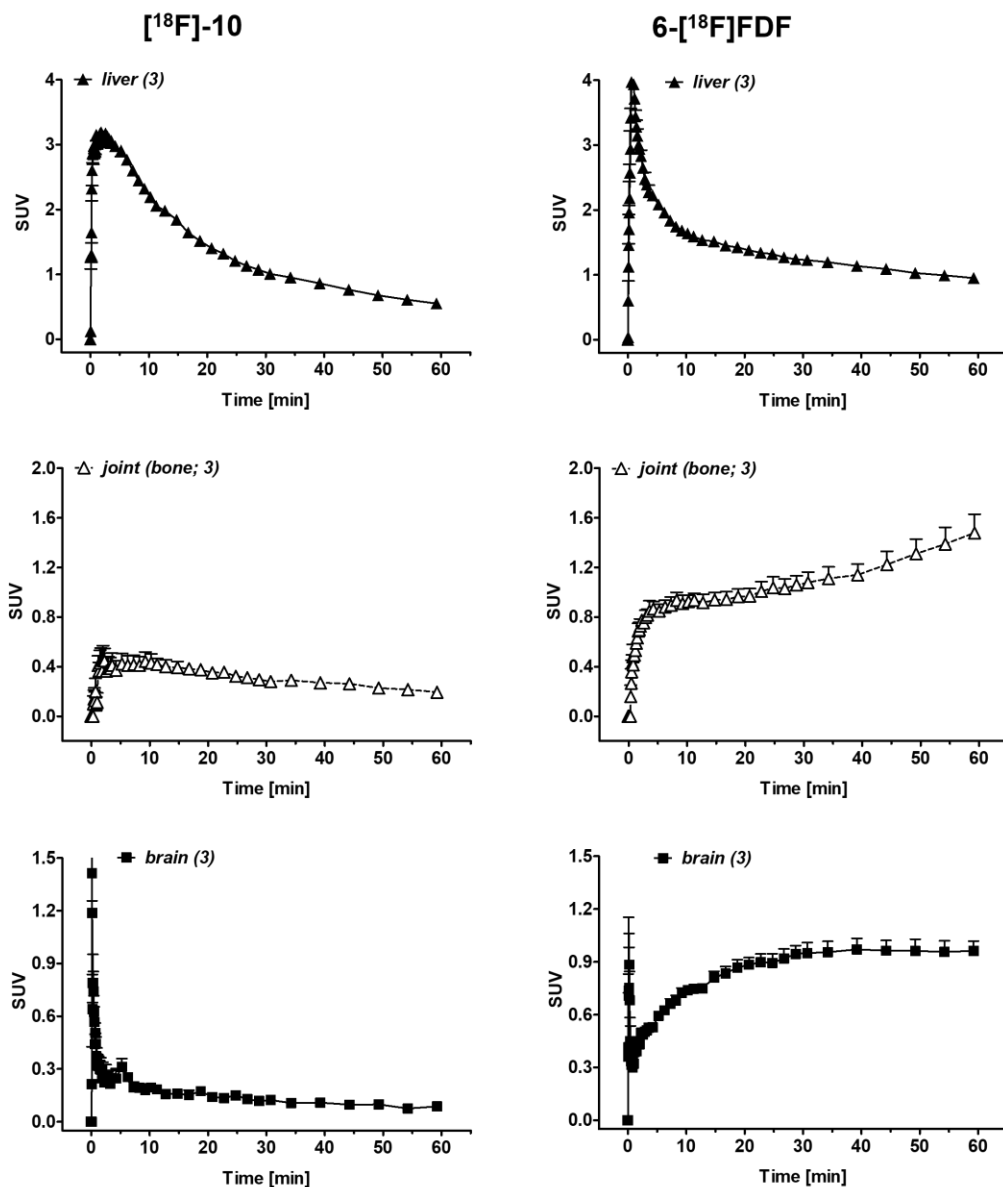 [¹⁸F]-10
6-[¹⁸F]FDF
liver (3)
4
3
2
1
0
SUV
0 10 20 30 40 50 60
Time [min]
liver (3)
4
3
2
1
0
SUV
0 10 20 30 40 50 60
Time [min]
joint (bone; 3)
2.0
1.6
1.2
0.8
0.4
0.0
SUV
0 10 20 30 40 50 60
Time [min]
joint (bone; 3)
2.0
1.6
1.2
0.8
0.4
0.0
SUV
0 10 20 30 40 50 60
Time [min]
brain (3)
1.5
1.2
0.9
0.6
0.3
0.0
SUV
0 10 20 30 40 50 60
Time [min]
brain (3)
1.5
1.2
0.9
0.6
0.3
0.0
SUV
0 10 20 30 40 50 60
Time [min]